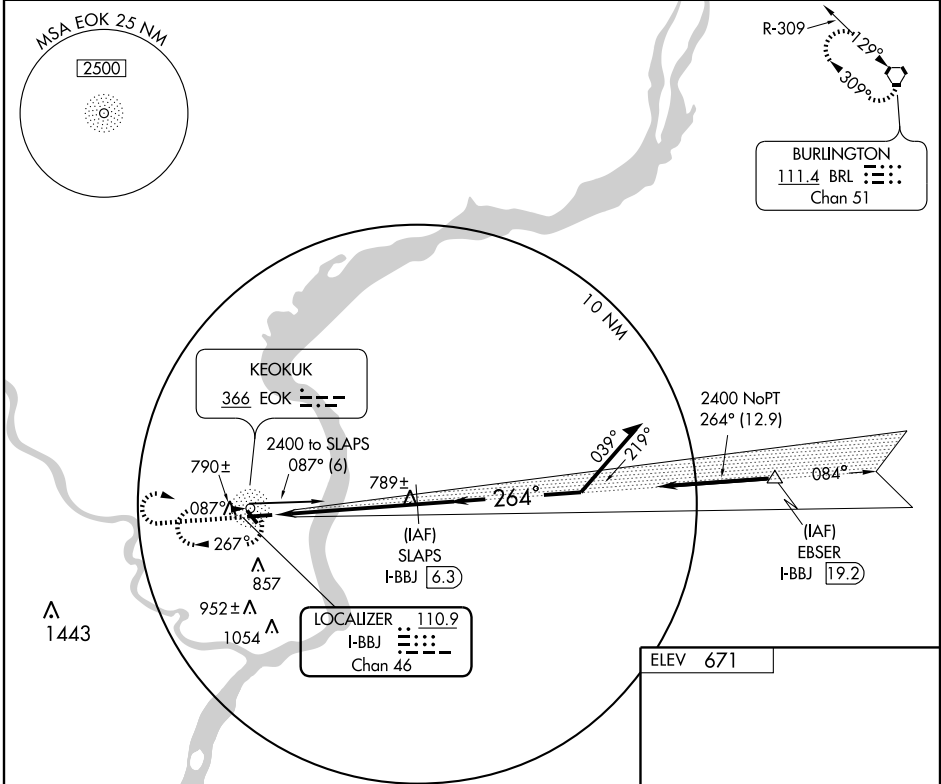 MSA EOK 25 NM
2500
R-309
129°
309°
BURLINGTON
111.4 BRL
Chan 51
10 NM
KEOKUK
366 EOK
2400 to SLAPS
087° (6)
2400 NoPT
264° (12.9)
039°
219°
790±
789±
087°
264°
084°
267°
(IAF)
SLAPS
I-BBJ 6.3
(IAF)
EBSER
I-BBJ 19.2
857
952±
1054
1443
LOCALIZER 110.9
I-BBJ
Chan 46
ELEV 671